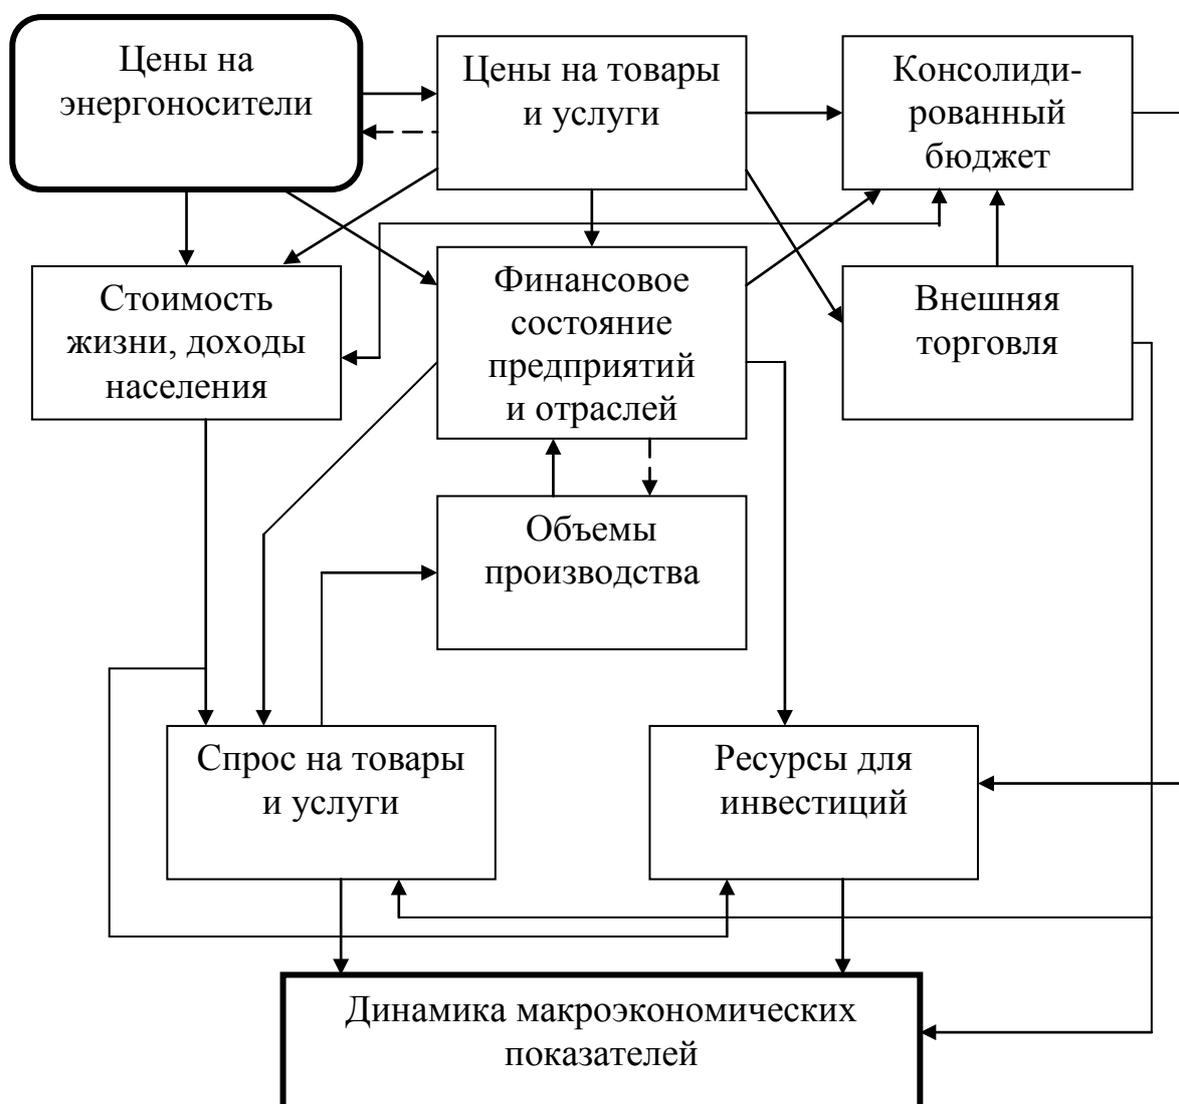 Цены на
энергоносители
Цены на товары
и услуги
Консолиди-
рованный
бюджет
Стоимость
жизни, доходы
населения
Финансовое
состояние
предприятий
и отраслей
Внешняя
торговля
Объемы
производства
Спрос на товары
и услуги
Ресурсы для
инвестиций
Динамика макроэкономических
показателей